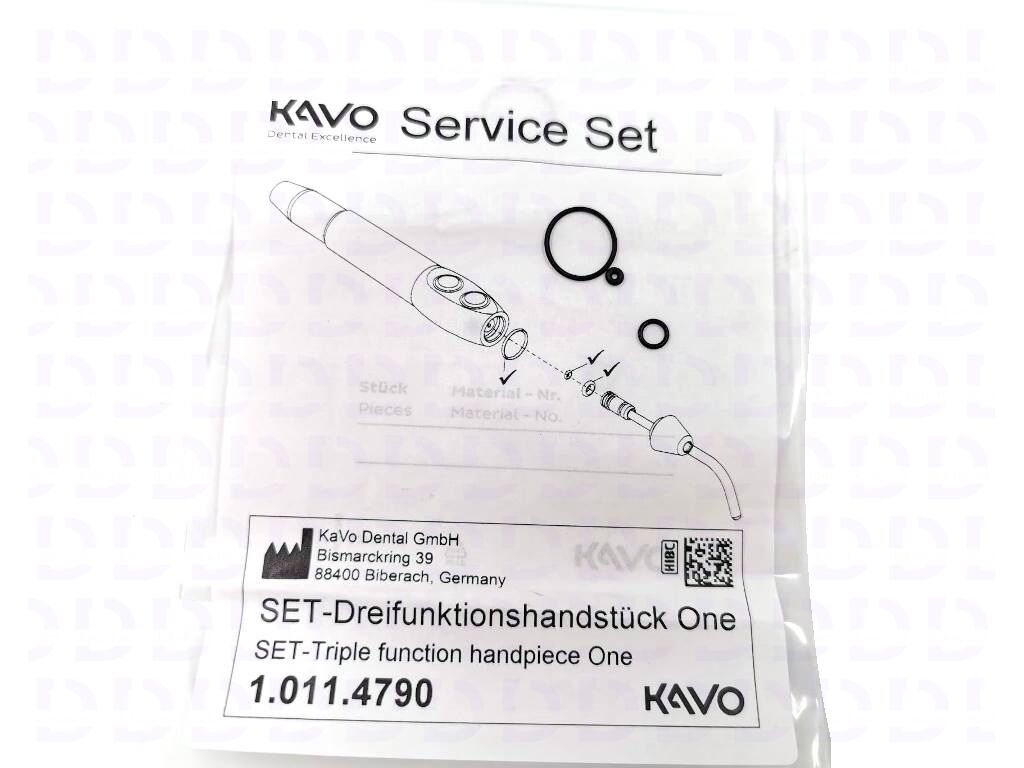 KAVO
Dental Excellence
Service Set
Stück Material - Nr.
Pieces Material - No.
KaVo Dental GmbH
Bismarckring 39
88400 Biberach, Germany
KAVO
HIBC
SET-Dreifunktionshandstück One
SET-Triple function handpiece One
1.011.4790
KAVO